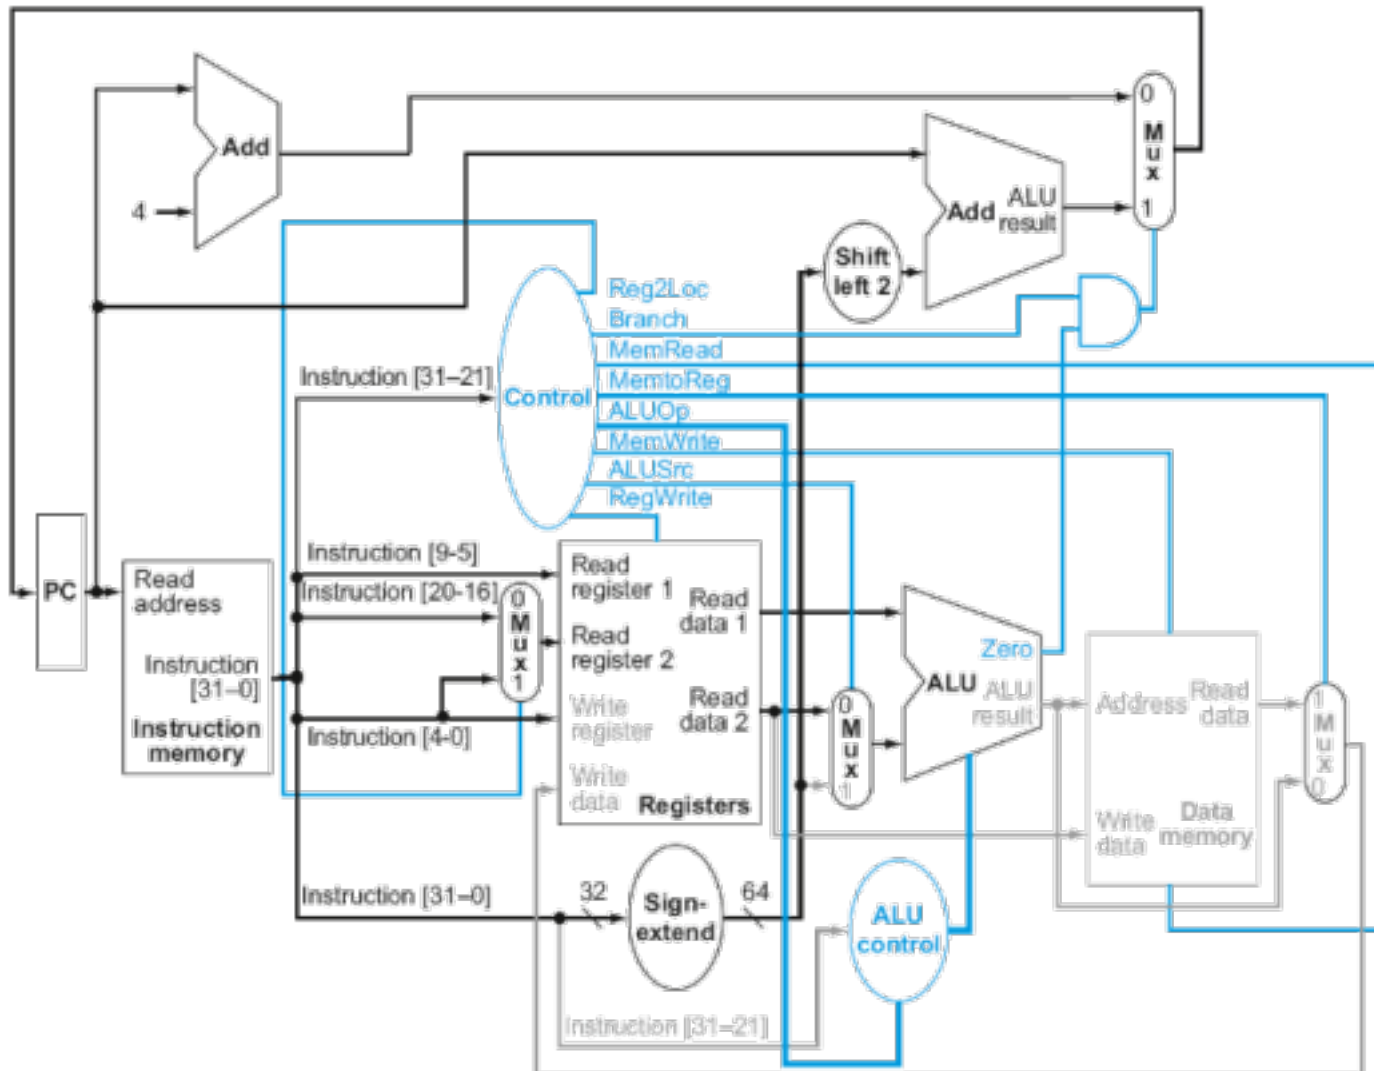 0
M
u
x
1
Add
4
Add
ALU
result
Shift
left 2
Reg2Loc
Branch
MemRead
MemtoReg
ALUOp
MemWrite
ALUSrc
RegWrite
Instruction [31–21]
Control
PC
Read
address
Instruction
[31–0]
Instruction
memory
Instruction [9-5]
Instruction [20-16]
Instruction [4-0]
0
M
u
x
1
Read
register 1
Read
register 2
Write
register
Write
data
Read
data 1
Read
data 2
Registers
0
M
u
x
1
Zero
ALU
ALU
result
Address
Read
data
Write
data
Data
memory
1
M
u
x
0
Instruction [31–0]
32
Sign-
extend
64
ALU
control
Instruction [31–21]